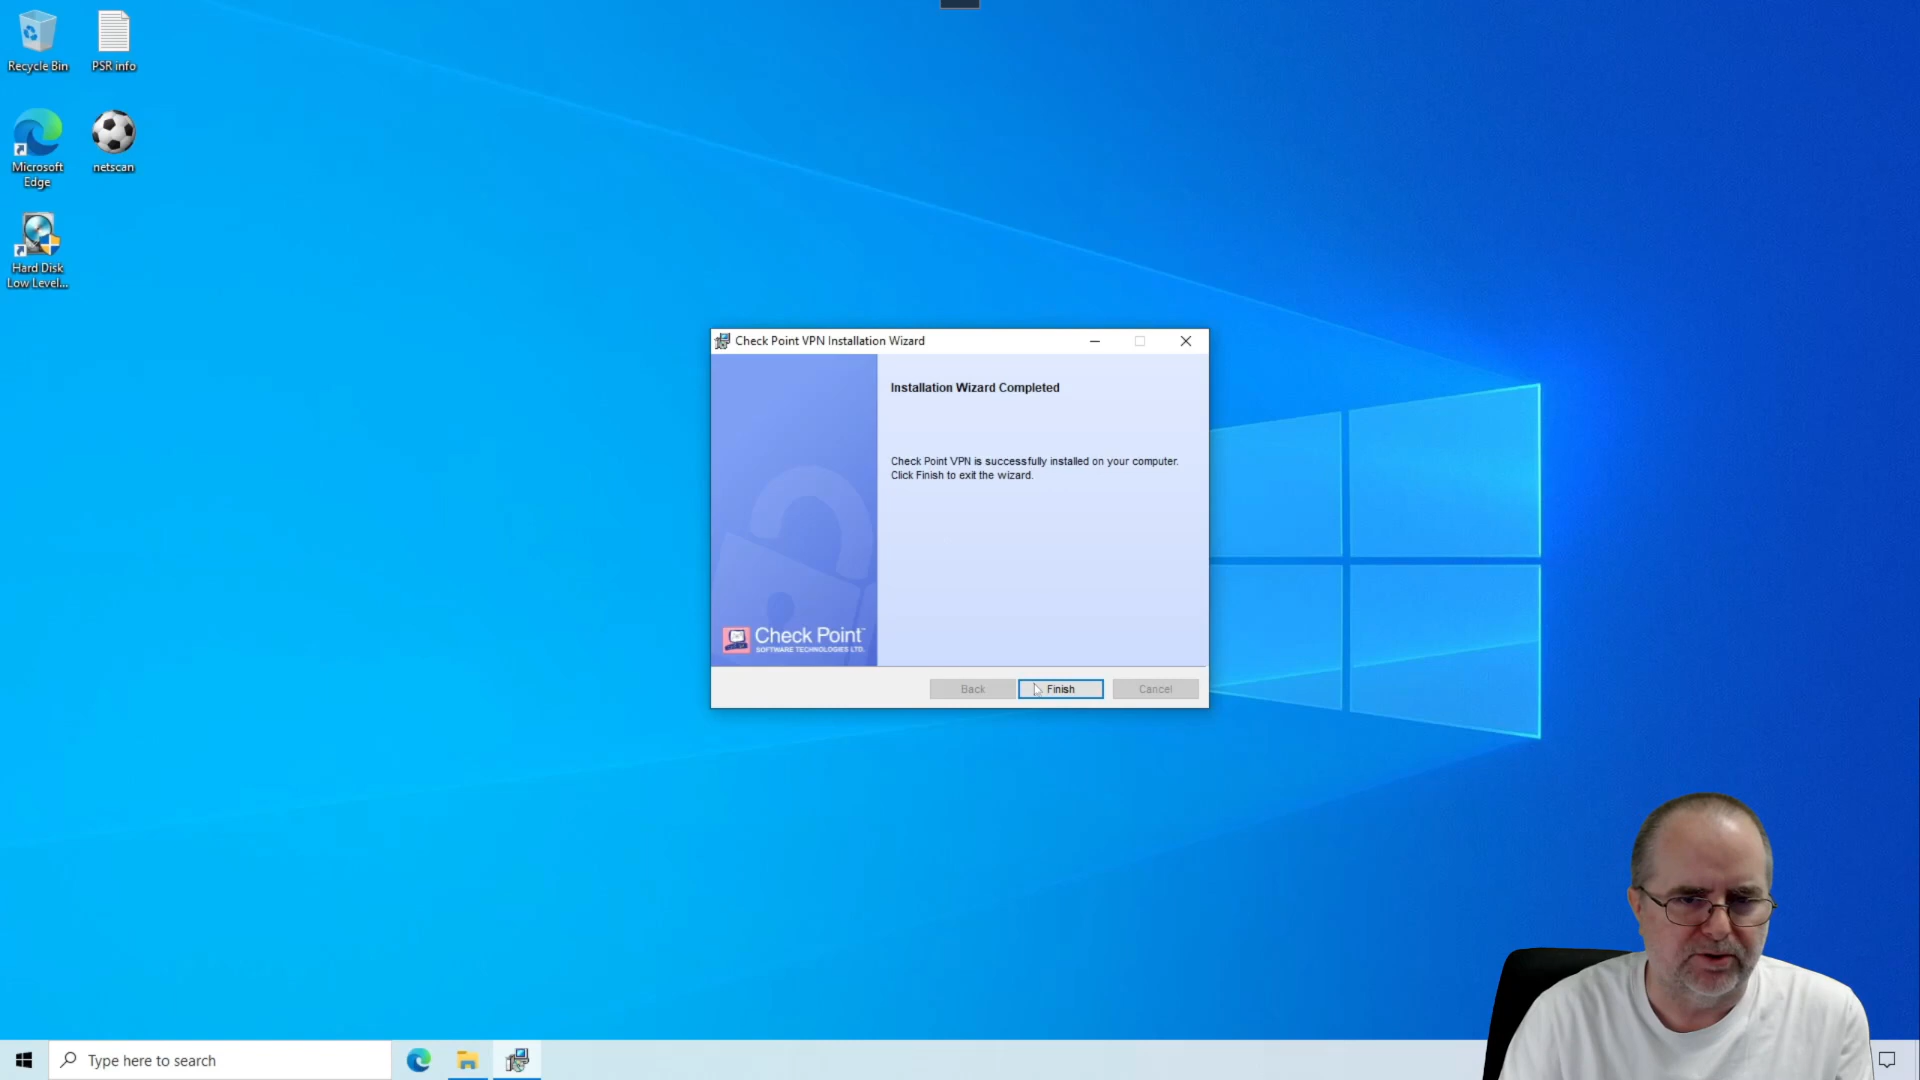 Recycle Bin
PSR info
Microsoft
Edge
netscan
Hard Disk
Low Level...
Check Point VPN Installation Wizard
Installation Wizard Completed
Check Point VPN is successfully installed on your computer.
Click Finish to exit the wizard.
Check Point™
SOFTWARE TECHNOLOGIES LTD.
Back
Finish
Cancel
Type here to search